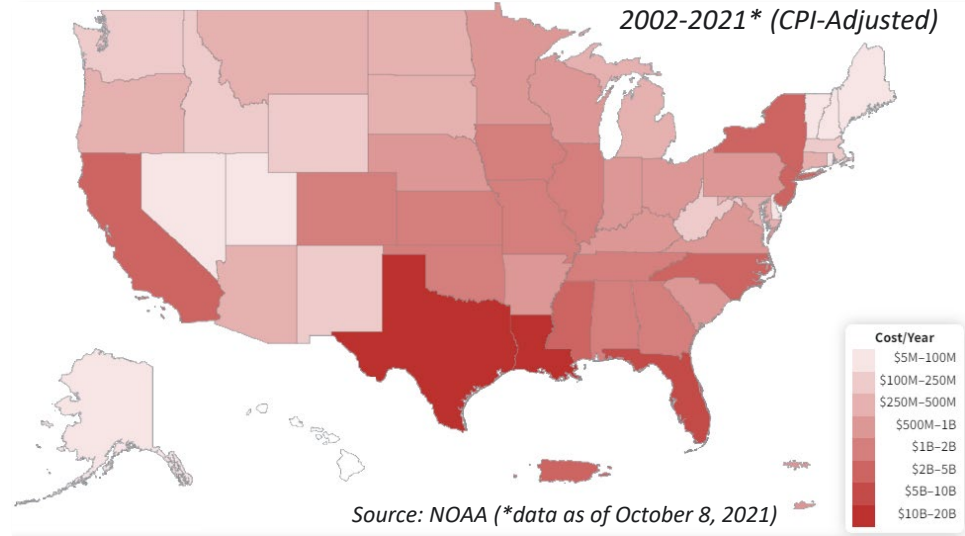 2002-2021* (CPI-Adjusted)
Cost/Year
$5M–100M
$100M–250M
$250M–500M
$500M–1B
$1B–2B
$2B–5B
$5B–10B
$10B–20B
Source: NOAA (*data as of October 8, 2021)